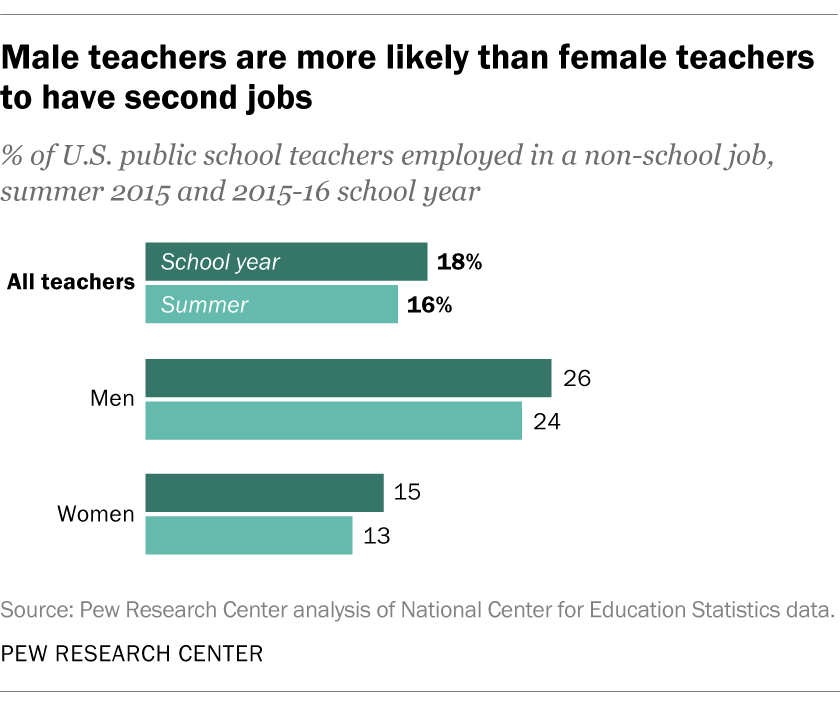 Male teachers are more likely than female teachers
to have second jobs
% of U.S. public school teachers employed in a non-school job,
summer 2015 and 2015-16 school year
All teachers
School year
18%
Summer
16%
Men
26
24
Women
15
13
Source: Pew Research Center analysis of National Center for Education Statistics data.
PEW RESEARCH CENTER